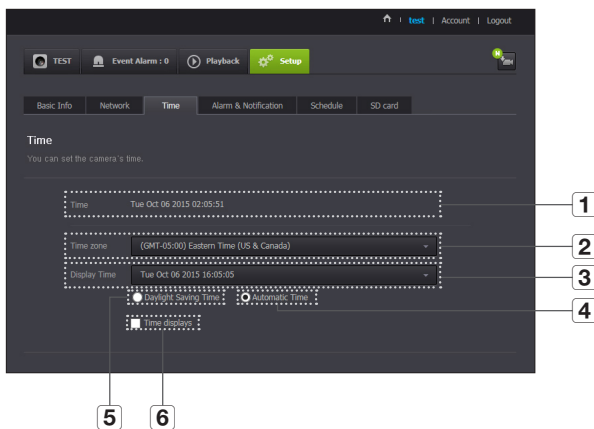 test | Account | Logout
TEST Event Alarm : 0 Playback Setup N
Basic Info Network Time Alarm & Notification Schedule SD card
Time
You can set the camera's time.
Time Tue Oct 06 2015 02:05:51 1
Time zone (GMT-05:00) Eastern Time (US & Canada) 2
Display Time Tue Oct 06 2015 16:05:05 3
Daylight Saving Time Automatic Time 4
Time displays
5 6